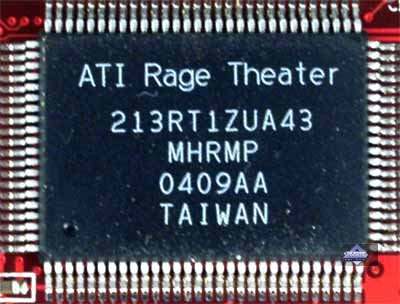 ATI Rage Theater
213RT1ZUA43
MHRMP
0409AA
TAIWAN